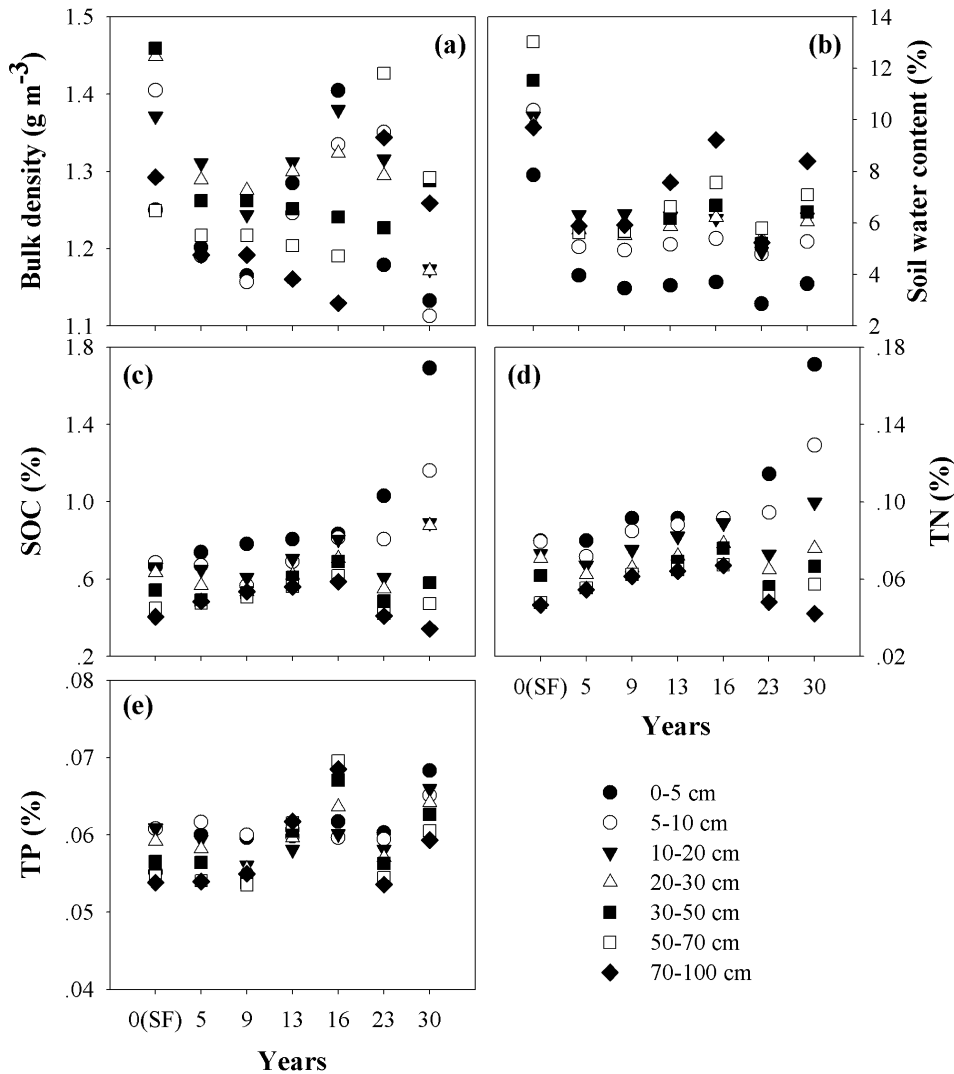 Bulk density (g m⁻³)
1.5
1.4
1.3
1.2
1.1
(a)
(b)
14
12
10
8
6
4
2
Soil water content (%)
SOC (%)
1.8
1.4
1.0
.6
.2
(c)
(d)
.18
.14
.10
.06
.02
TN (%)
0(SF) 5 9 13 16 23 30
Years
TP (%)
.08
.07
.06
.05
.04
(e)
0(SF) 5 9 13 16 23 30
Years
0-5 cm
5-10 cm
10-20 cm
20-30 cm
30-50 cm
50-70 cm
70-100 cm